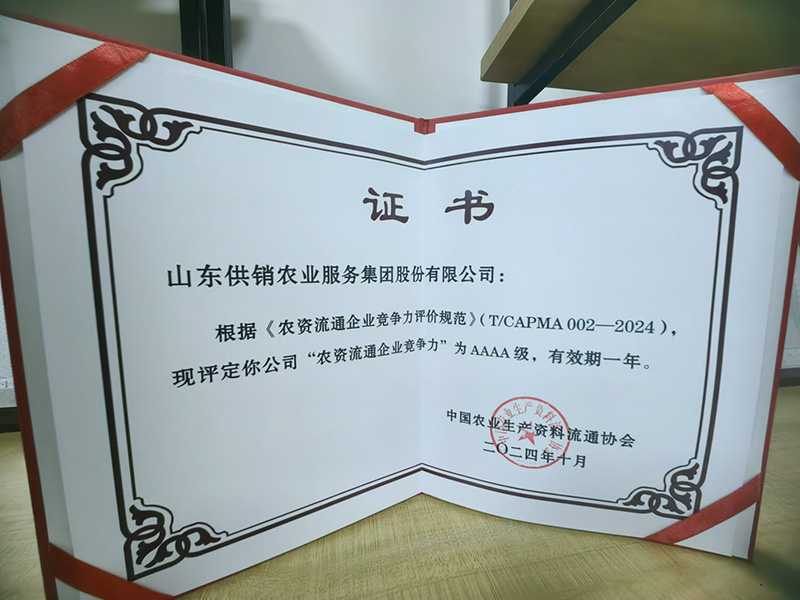 证书
山东供销农业服务集团股份有限公司：
根据《农资流通企业竞争力评价规范》（T/CAPMA 002—2024），
现评定你公司“农资流通企业竞争力”为AAAA级，有效期一年。
中国农业生产资料流通协会
二〇二四年十月